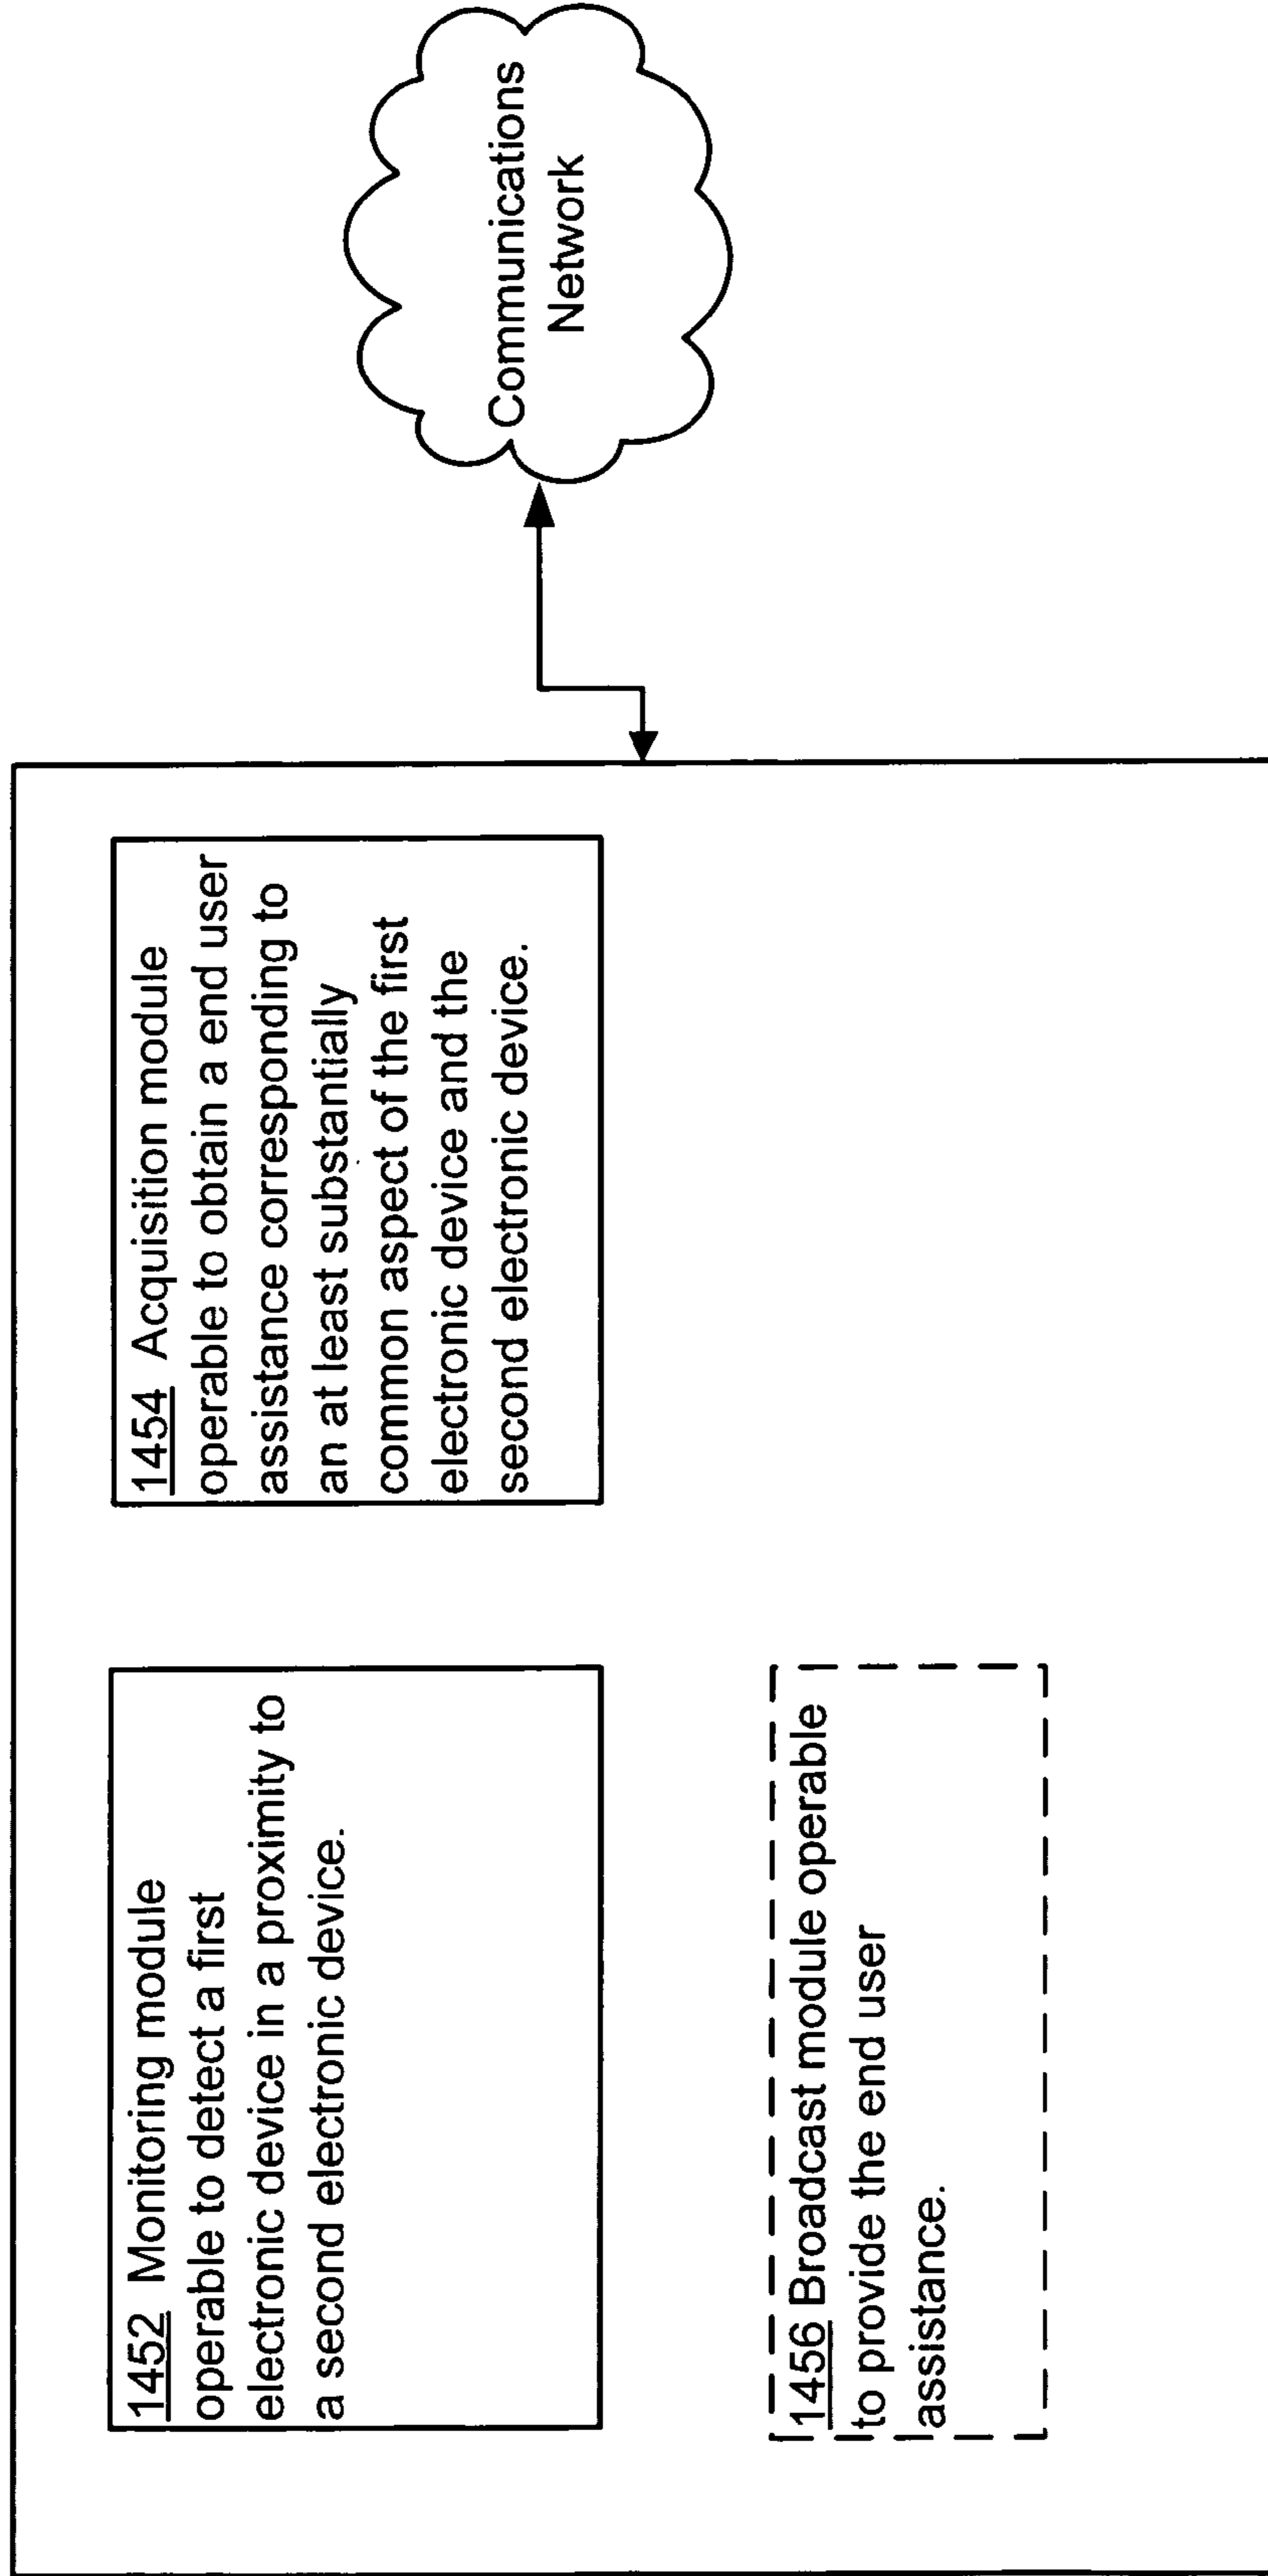 1452 Monitoring module
operable to detect a first
electronic device in a proximity to
a second electronic device.
1454 Acquisition module
operable to obtain a end user
assistance corresponding to
an at least substantially
common aspect of the first
electronic device and the
second electronic device.
1456 Broadcast module operable
to provide the end user
assistance.
Communications
Network